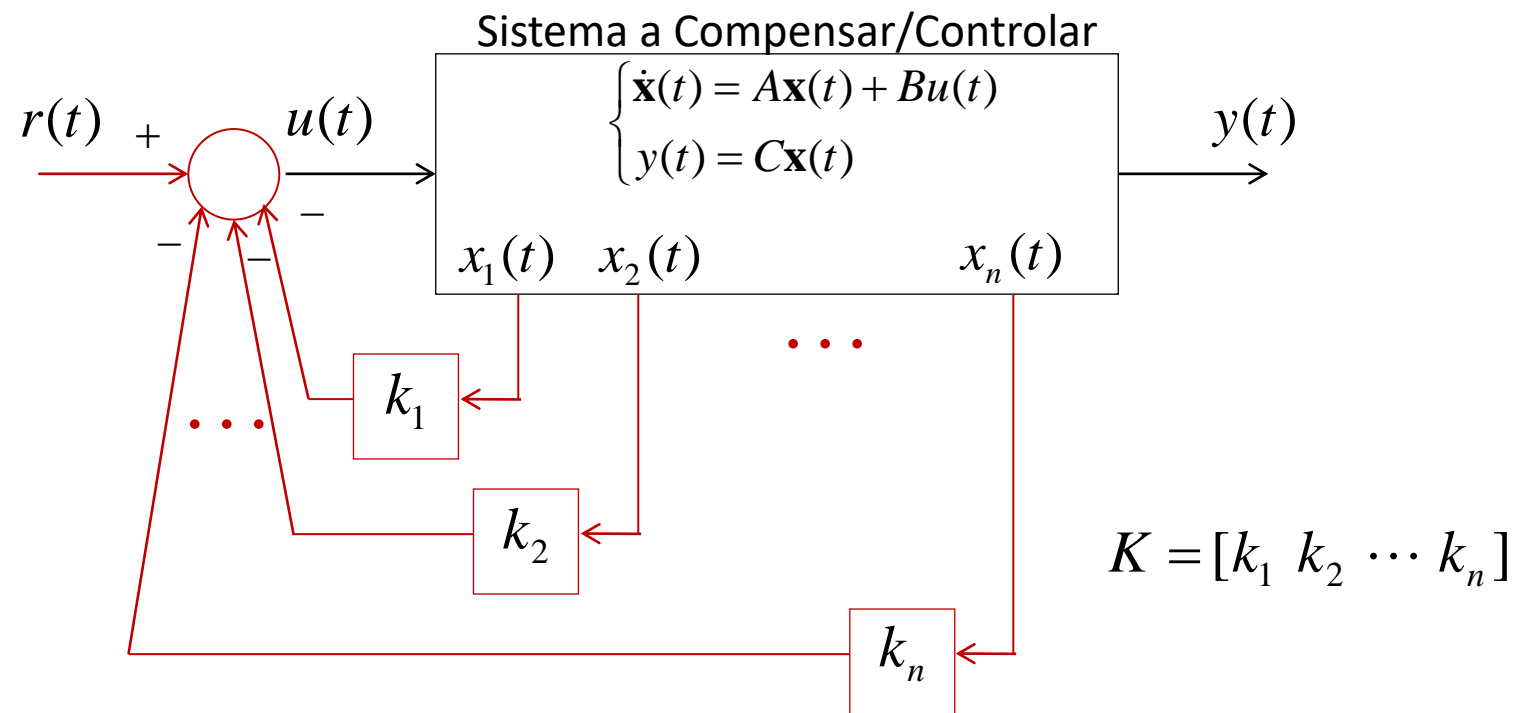 Sistema a Compensar/Controlar
ẋ(t) = Ax(t) + Bu(t)
r(t) + u(t) y(t)
y(t) = Cx(t)
−
− −
x₁(t) x₂(t) xₙ(t)
• • •
k₁
• • •
k₂
K = [k₁ k₂ ⋯ kₙ]
kₙ